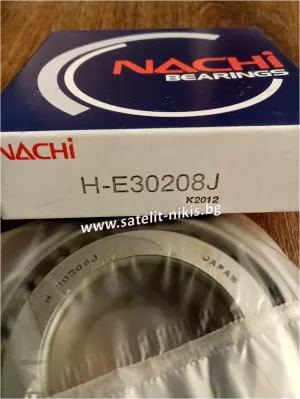 NACHi
BEARINGS
NACHi
H-E30208J
K2012
www.satelit-nikis.bg
JAPAN